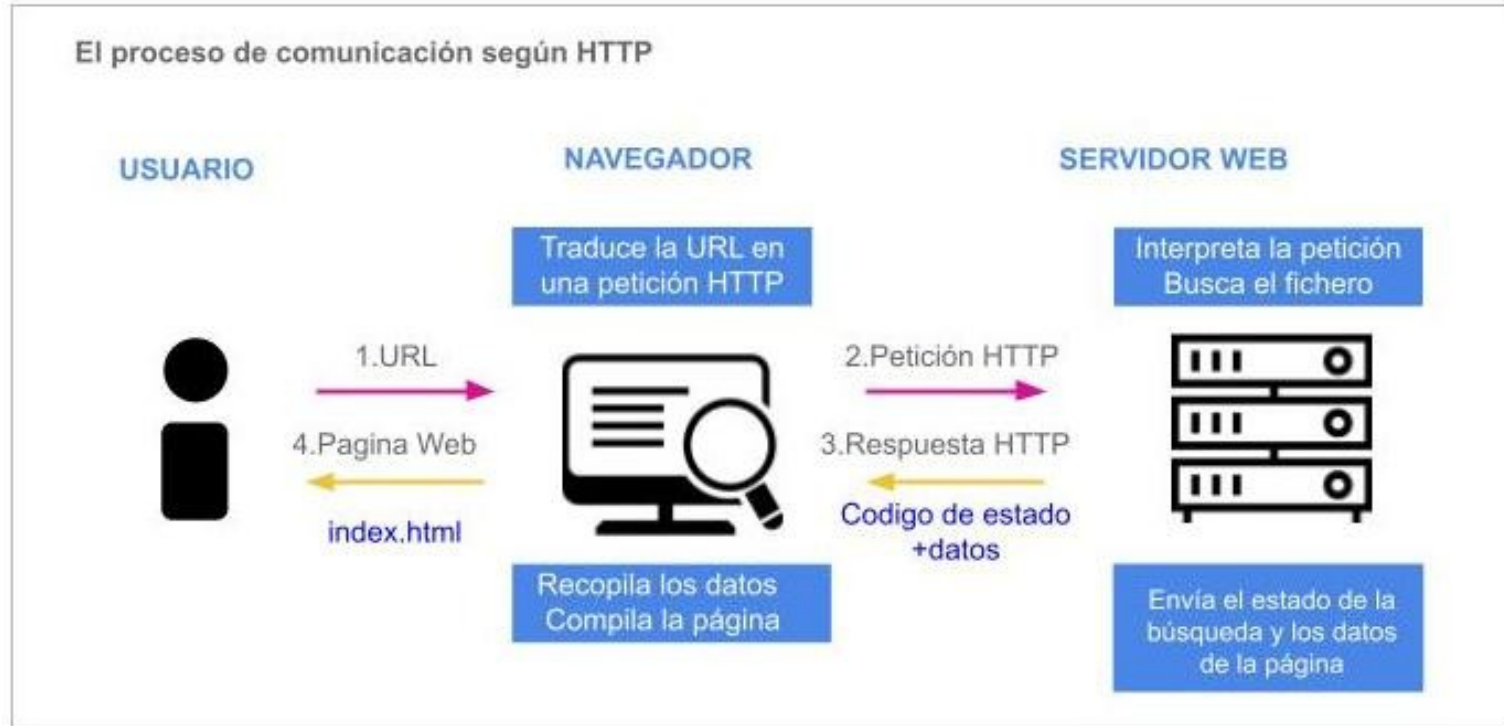 El proceso de comunicación según HTTP
USUARIO
NAVEGADOR
SERVIDOR WEB
Traduce la URL en
una petición HTTP
Interpreta la petición
Busca el fichero
1.URL
2.Petición HTTP
4.Pagina Web
3.Respuesta HTTP
index.html
Codigo de estado
+datos
Recopila los datos
Compila la página
Envía el estado de la
búsqueda y los datos
de la página